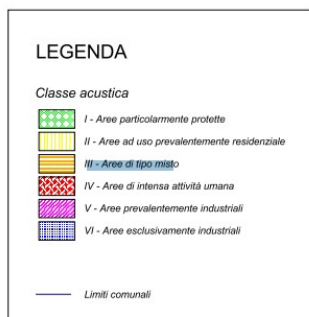 LEGENDA
Classe acustica
I - Aree particolarmente protette
II - Aree ad uso prevalentemente residenziale
III - Aree di tipo misto
IV - Aree di intensa attività umana
V - Aree prevalentemente industriali
VI - Aree esclusivamente industriali
Limiti comunali